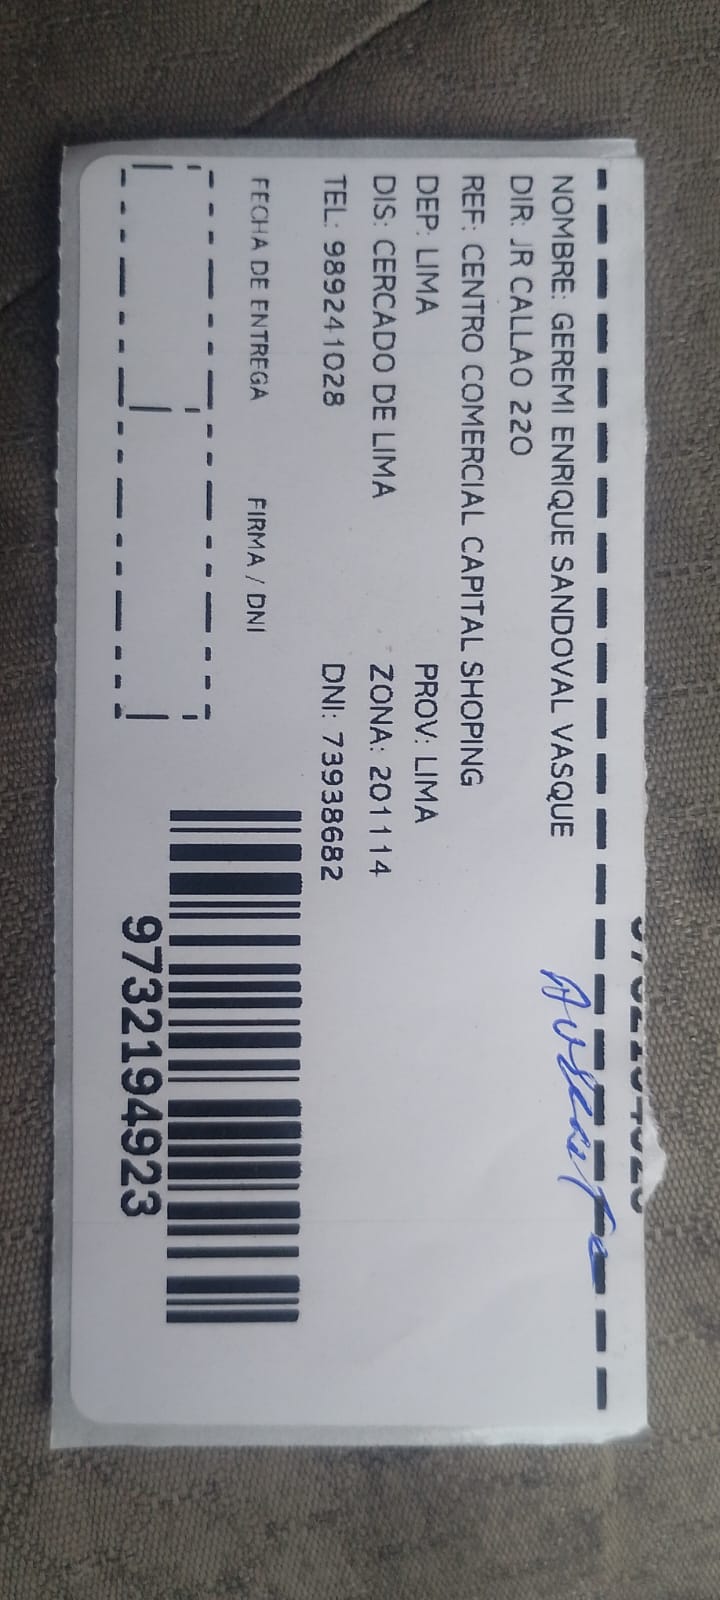 NOMBRE: GEREMI ENRIQUE SANDOVAL VASQUE
DIR: JR CALLAO 220
REF: CENTRO COMERCIAL CAPITAL SHOPING
DEP: LIMA PROV: LIMA
DIS: CERCADO DE LIMA ZONA: 201114
TEL: 989241028 DNI: 73938682
FECHA DE ENTREGA FIRMA / DNI
9732194923